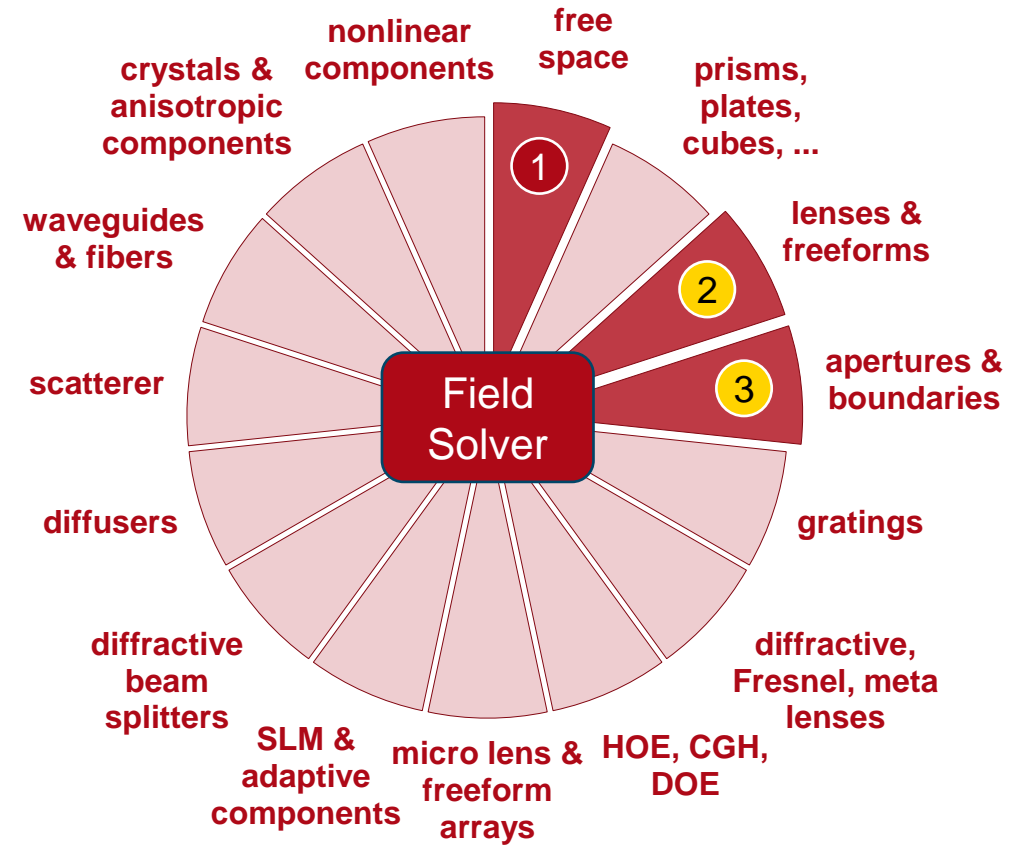 free
space
1
prisms,
plates,
cubes, ...
lenses &
freeforms
2
apertures &
boundaries
3
gratings
diffractive,
Fresnel, meta
lenses
HOE, CGH,
DOE
micro lens &
freeform
arrays
SLM &
adaptive
components
diffractive
beam
splitters
diffusers
scatterer
waveguides
& fibers
crystals &
anisotropic
components
nonlinear
components
Field
Solver